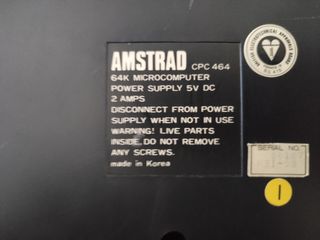 AMSTRAD CPC 464
64K MICROCOMPUTER
POWER SUPPLY 5V DC
2 AMPS
DISCONNECT FROM POWER
SUPPLY WHEN NOT IN USE
WARNING! LIVE PARTS
INSIDE. DO NOT REMOVE
ANY SCREWS.
made in Korea
SERIAL NO.
I